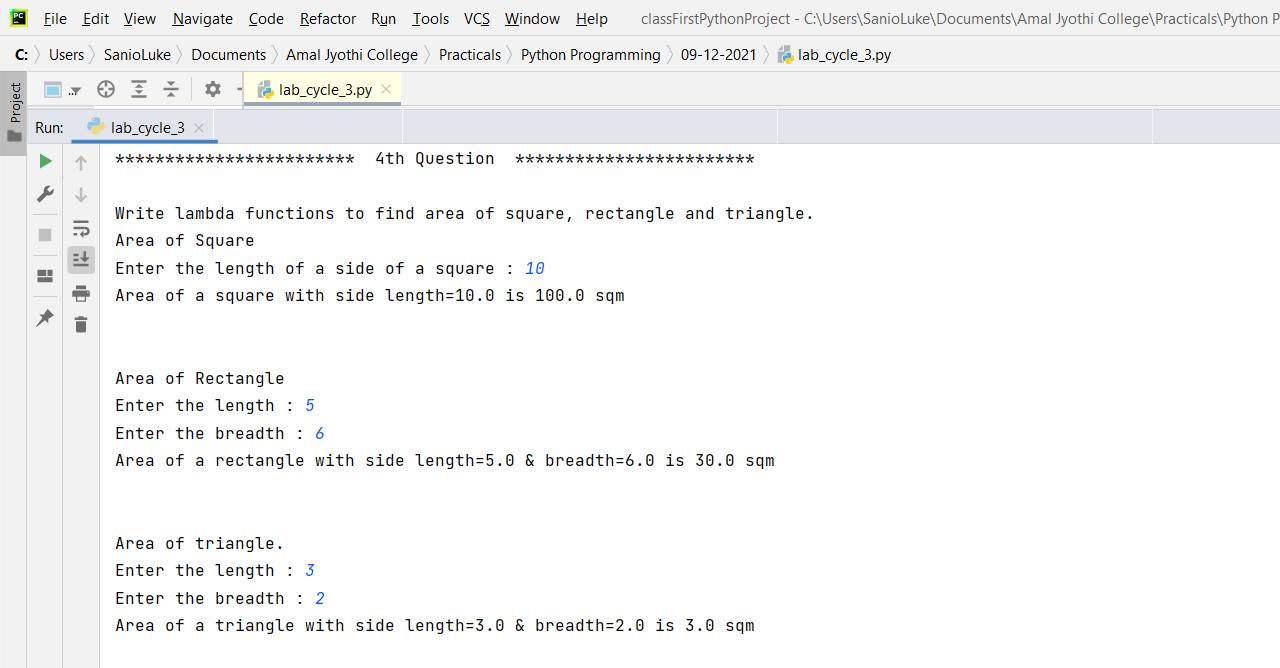 PC File Edit View Navigate Code Refactor Run Tools VCS Window Help classFirstPythonProject - C:\Users\SanioLuke\Documents\Amal Jyothi College\Practicals\Python P
C: Users SanioLuke Documents Amal Jyothi College Practicals Python Programming 09-12-2021 lab_cycle_3.py
Project
.. lab_cycle_3.py
Run: lab_cycle_3
************************ 4th Question ************************
Write lambda functions to find area of square, rectangle and triangle.
Area of Square
Enter the length of a side of a square : 10
Area of a square with side length=10.0 is 100.0 sqm
Area of Rectangle
Enter the length : 5
Enter the breadth : 6
Area of a rectangle with side length=5.0 & breadth=6.0 is 30.0 sqm
Area of triangle.
Enter the length : 3
Enter the breadth : 2
Area of a triangle with side length=3.0 & breadth=2.0 is 3.0 sqm